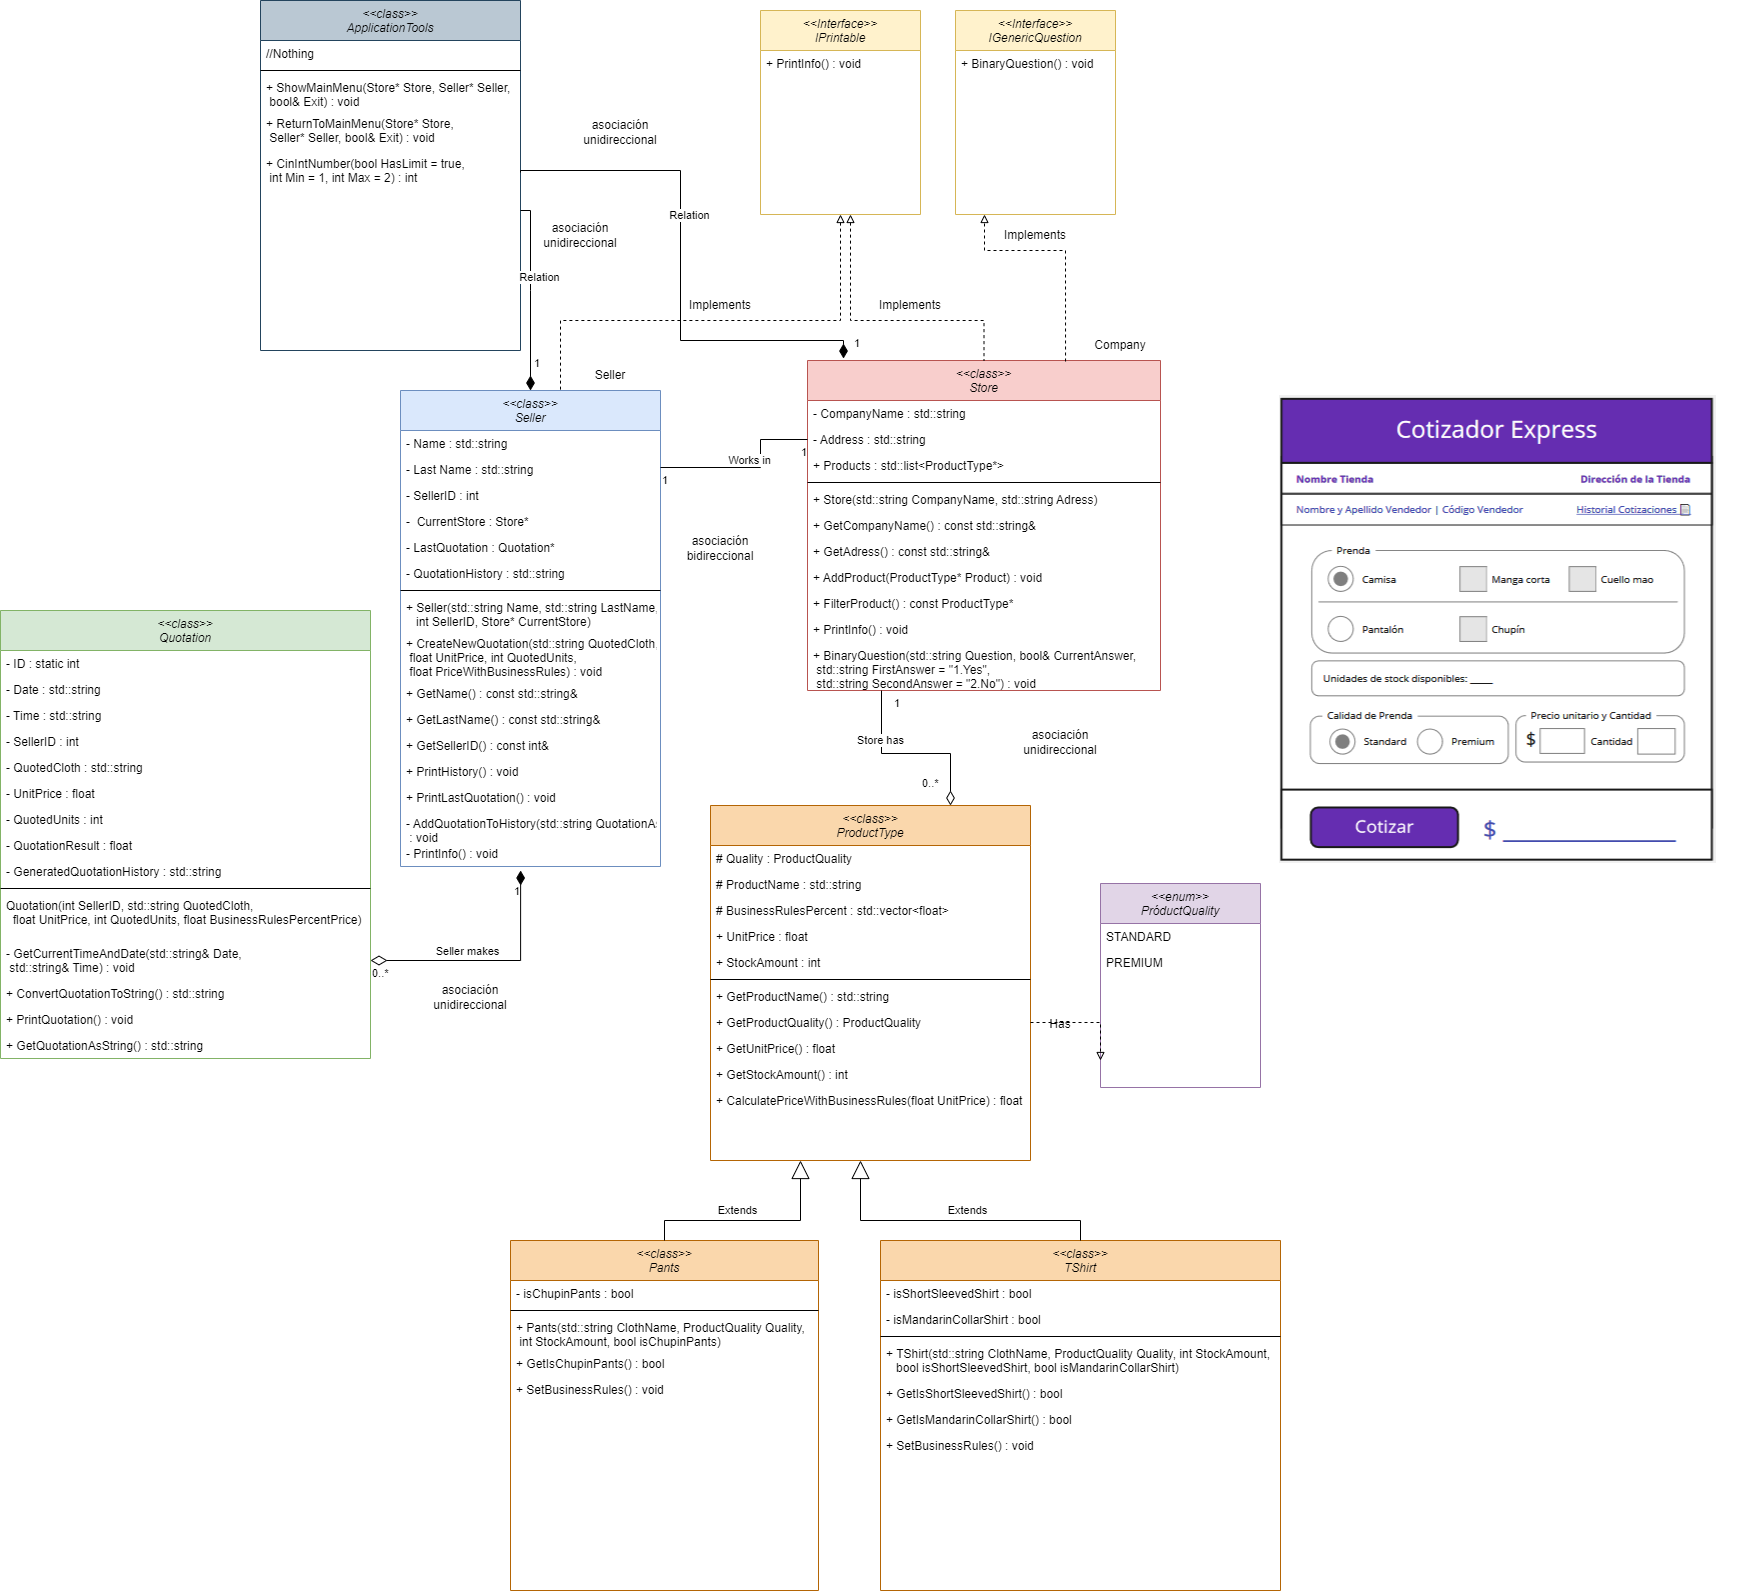 <<class>>
ApplicationTools
//Nothing
+ ShowMainMenu(Store* Store, Seller* Seller,
bool& Exit) : void
+ ReturnToMainMenu(Store* Store,
Seller* Seller, bool& Exit) : void
+ CinIntNumber(bool HasLimit = true,
int Min = 1, int Max = 2) : int
<<Interface>>
IPrintable
+ PrintInfo() : void
<<Interface>>
IGenericQuestion
+ BinaryQuestion() : void
asociación
unidireccional
Relation
asociación
unidireccional
Relation
Implements
Implements
Implements
1
1
Seller
Company
<<class>>
Seller
- Name : std::string
- Last Name : std::string
- SellerID : int
- CurrentStore : Store*
- LastQuotation : Quotation*
- QuotationHistory : std::string
+ Seller(std::string Name, std::string LastName,
int SellerID, Store* CurrentStore)
+ CreateNewQuotation(std::string QuotedCloth,
float UnitPrice, int QuotedUnits,
float PriceWithBusinessRules) : void
+ GetName() : const std::string&
+ GetLastName() : const std::string&
+ GetSellerID() : const int&
+ PrintHistory() : void
+ PrintLastQuotation() : void
- AddQuotationToHistory(std::string QuotationAs
: void
- PrintInfo() : void
Works in
1
1
asociación
bidireccional
<<class>>
Store
- CompanyName : std::string
- Address : std::string
+ Products : std::list<ProductType*>
+ Store(std::string CompanyName, std::string Adress)
+ GetCompanyName() : const std::string&
+ GetAdress() : const std::string&
+ AddProduct(ProductType* Product) : void
+ FilterProduct() : const ProductType*
+ PrintInfo() : void
+ BinaryQuestion(std::string Question, bool& CurrentAnswer,
std::string FirstAnswer = "1.Yes",
std::string SecondAnswer = "2.No") : void
1
Store has
0..*
asociación
unidireccional
Cotizador Express
Nombre Tienda
Dirección de la Tienda
Nombre y Apellido Vendedor | Código Vendedor
Historial Cotizaciones
Prenda
Camisa
Manga corta
Cuello mao
Pantalón
Chupín
Unidades de stock disponibles: ____
Calidad de Prenda
Standard
Premium
Precio unitario y Cantidad
$
Cantidad
Cotizar
$ ____
<<class>>
Quotation
- ID : static int
- Date : std::string
- Time : std::string
- SellerID : int
- QuotedCloth : std::string
- UnitPrice : float
- QuotedUnits : int
- QuotationResult : float
- GeneratedQuotationHistory : std::string
Quotation(int SellerID, std::string QuotedCloth,
float UnitPrice, int QuotedUnits, float BusinessRulesPercentPrice)
- GetCurrentTimeAndDate(std::string& Date,
std::string& Time) : void
+ ConvertQuotationToString() : std::string
+ PrintQuotation() : void
+ GetQuotationAsString() : std::string
1
Seller makes
0..*
asociación
unidireccional
<<class>>
ProductType
# Quality : ProductQuality
# ProductName : std::string
# BusinessRulesPercent : std::vector<float>
+ UnitPrice : float
+ StockAmount : int
+ GetProductName() : std::string
+ GetProductQuality() : ProductQuality
+ GetUnitPrice() : float
+ GetStockAmount() : int
+ CalculatePriceWithBusinessRules(float UnitPrice) : float
Has
<<enum>>
PróductQuality
STANDARD
PREMIUM
Extends
Extends
<<class>>
Pants
- isChupinPants : bool
+ Pants(std::string ClothName, ProductQuality Quality,
int StockAmount, bool isChupinPants)
+ GetIsChupinPants() : bool
+ SetBusinessRules() : void
<<class>>
TShirt
- isShortSleevedShirt : bool
- isMandarinCollarShirt : bool
+ TShirt(std::string ClothName, ProductQuality Quality, int StockAmount,
bool isShortSleevedShirt, bool isMandarinCollarShirt)
+ GetIsShortSleevedShirt() : bool
+ GetIsMandarinCollarShirt() : bool
+ SetBusinessRules() : void